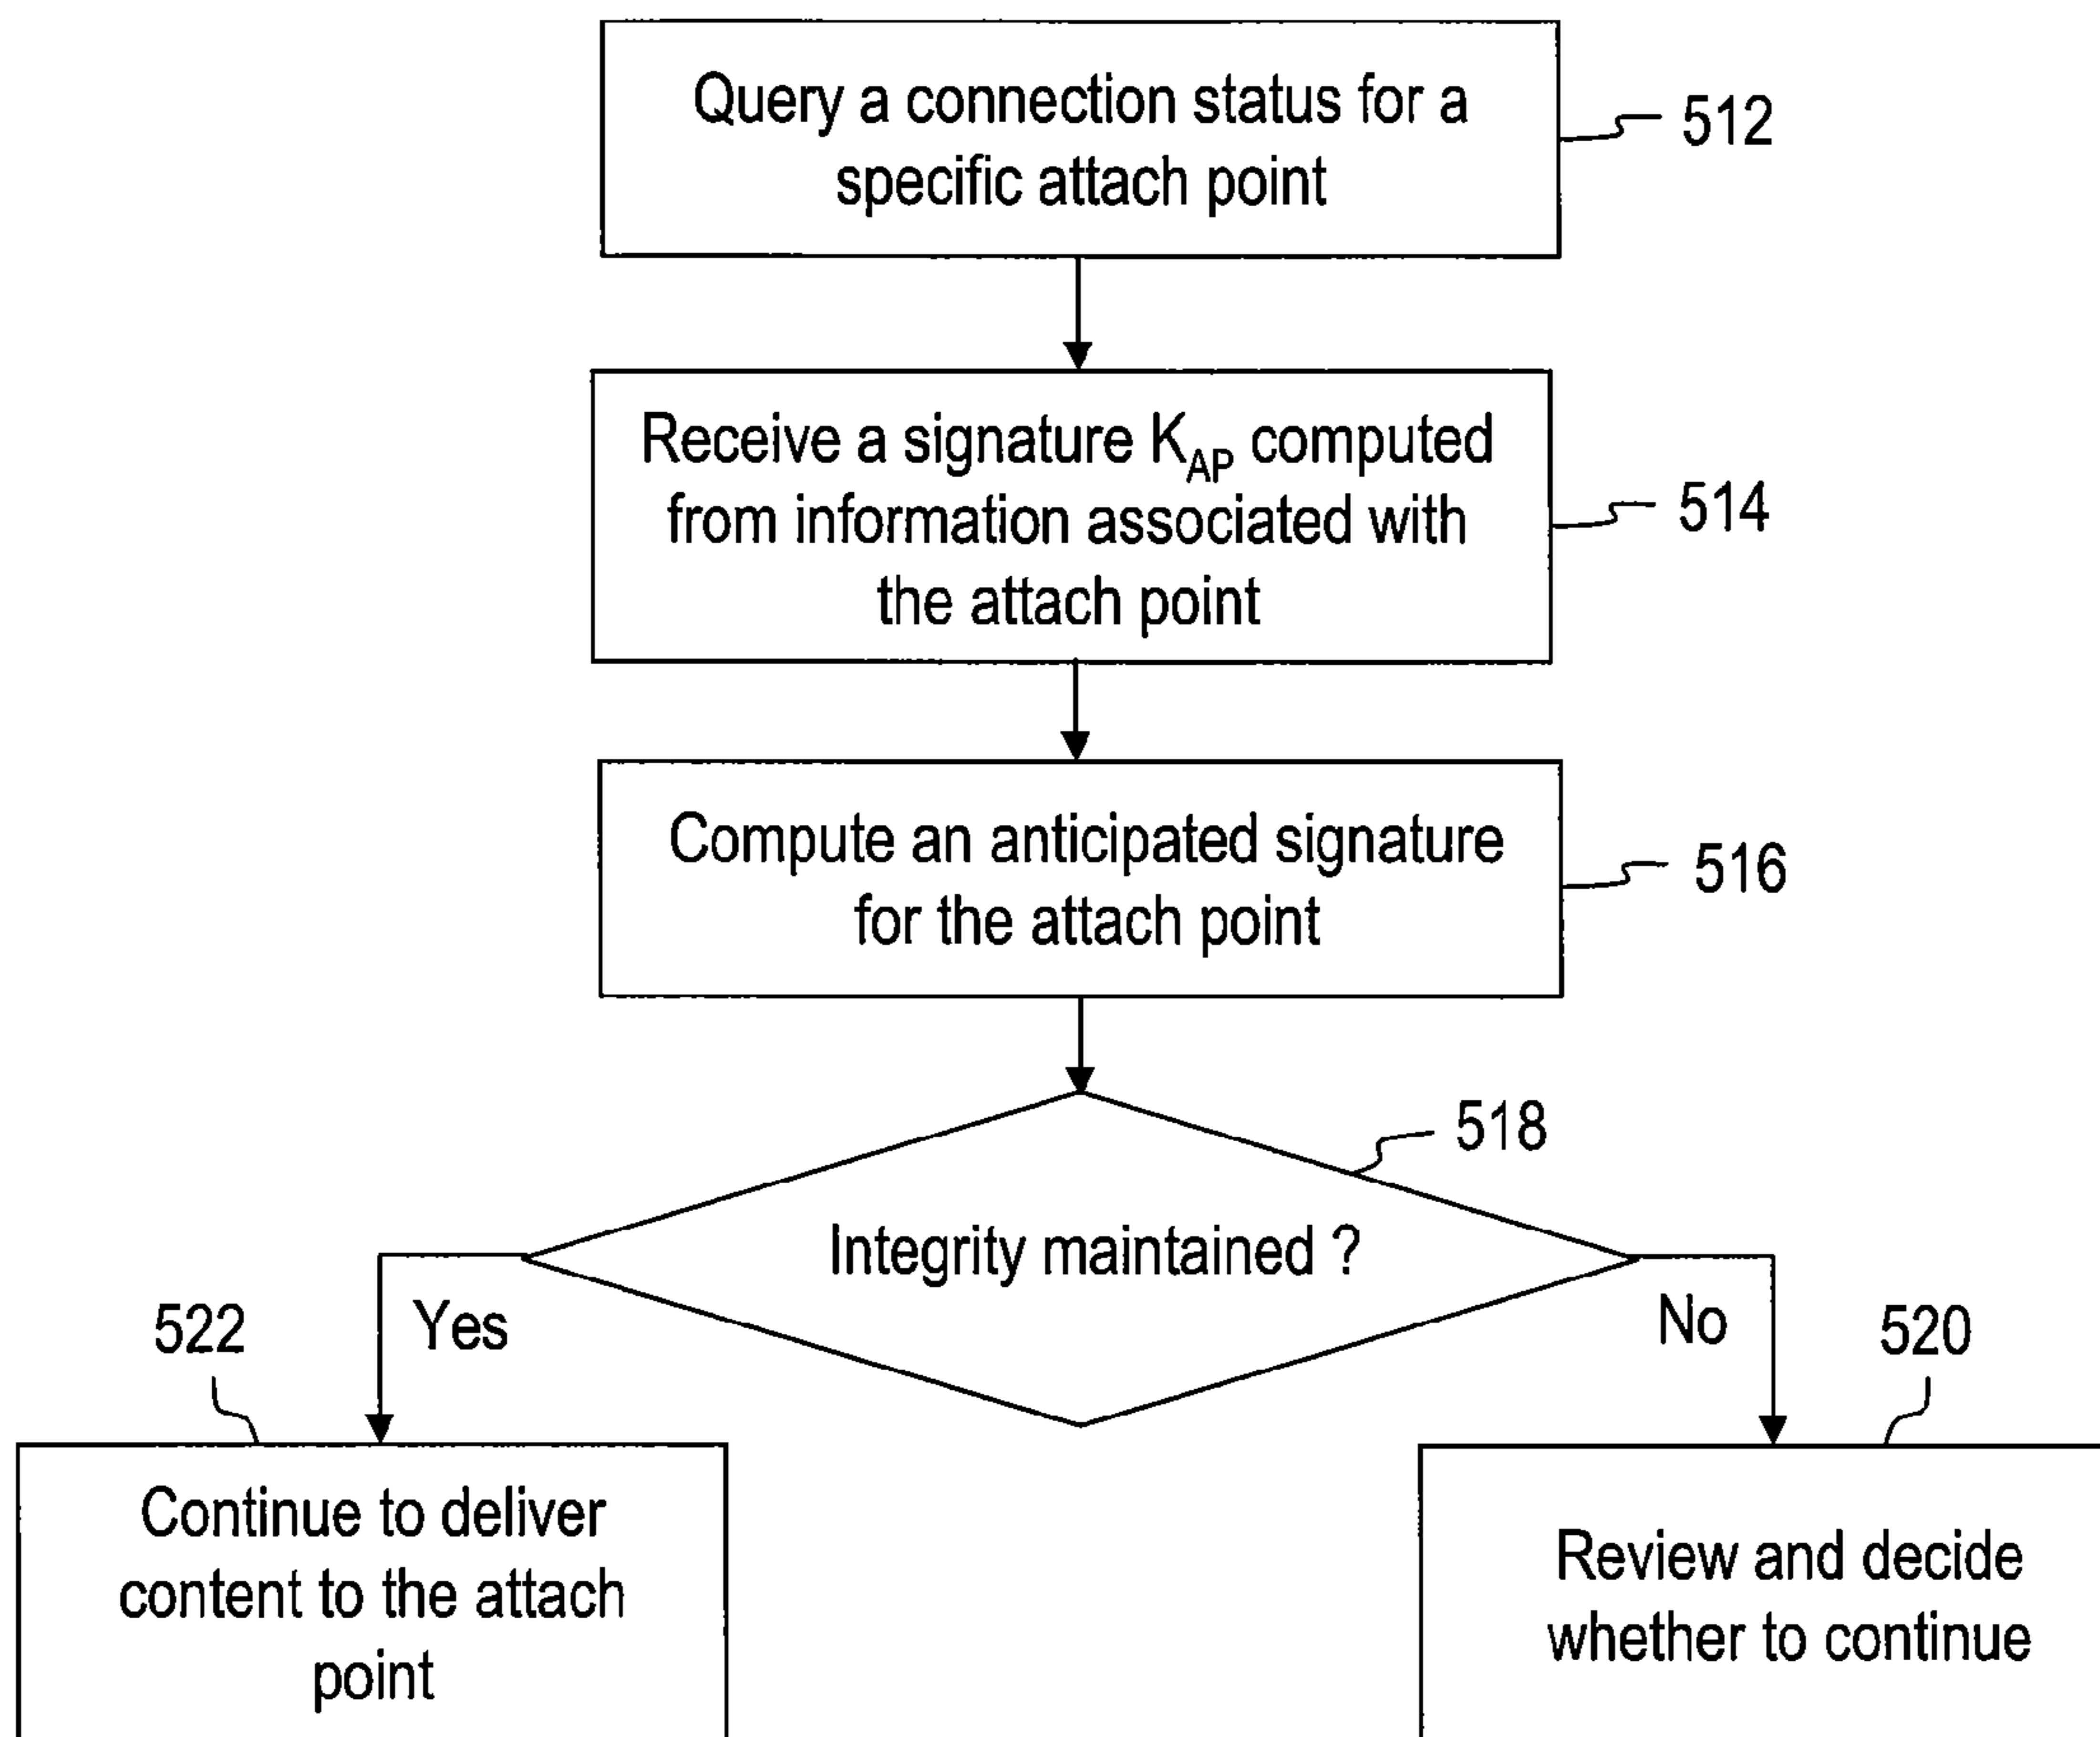 Query a connection status for a
specific attach point
512
Receive a signature K_AP computed
from information associated with
the attach point
514
Compute an anticipated signature
for the attach point
516
518
Integrity maintained ?
Yes
No
522
520
Continue to deliver
content to the attach
point
Review and decide
whether to continue